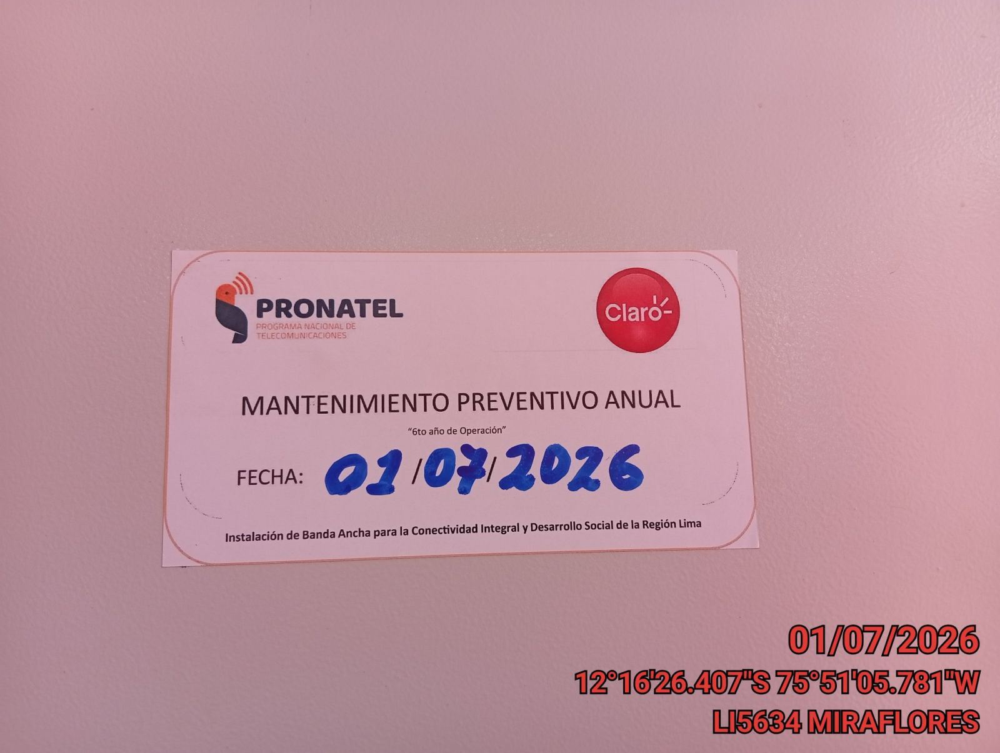 PRONATEL
PROGRAMA NACIONAL DE
TELECOMUNICACIONES
Claro
MANTENIMIENTO PREVENTIVO ANUAL
“6to año de Operación”
FECHA: 01/07/2026
Instalación de Banda Ancha para la Conectividad Integral y Desarrollo Social de la Región Lima
01/07/2026
12°16'26.407"S 75°51'05.781"W
LI5634 MIRAFLORES